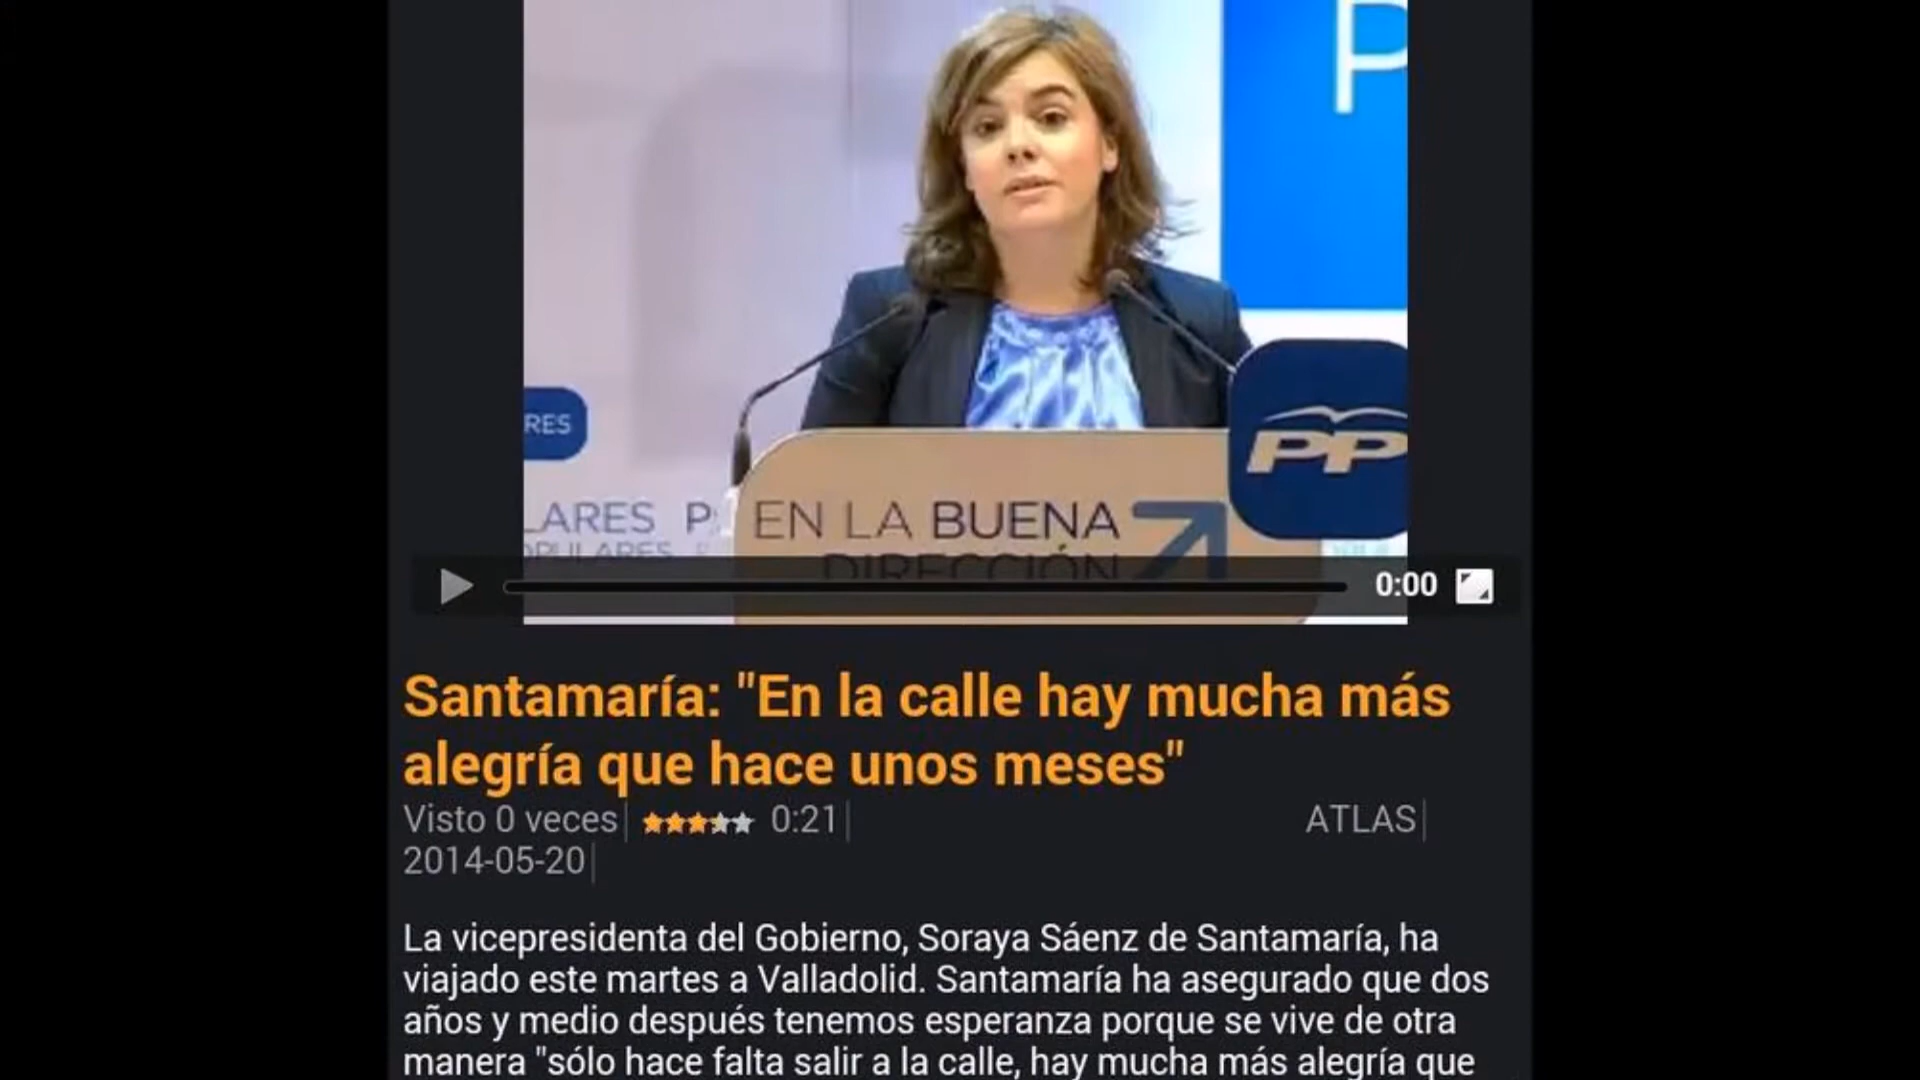 P
RES
PP
LARES P
EN LA BUENA
OPULARES
DIRECCIÓN
0:00
Santamaría: "En la calle hay mucha más
alegría que hace unos meses"
Visto 0 veces 0:21 ATLAS
2014-05-20
La vicepresidenta del Gobierno, Soraya Sáenz de Santamaría, ha
viajado este martes a Valladolid. Santamaría ha asegurado que dos
años y medio después tenemos esperanza porque se vive de otra
manera "sólo hace falta salir a la calle, hay mucha más alegría que